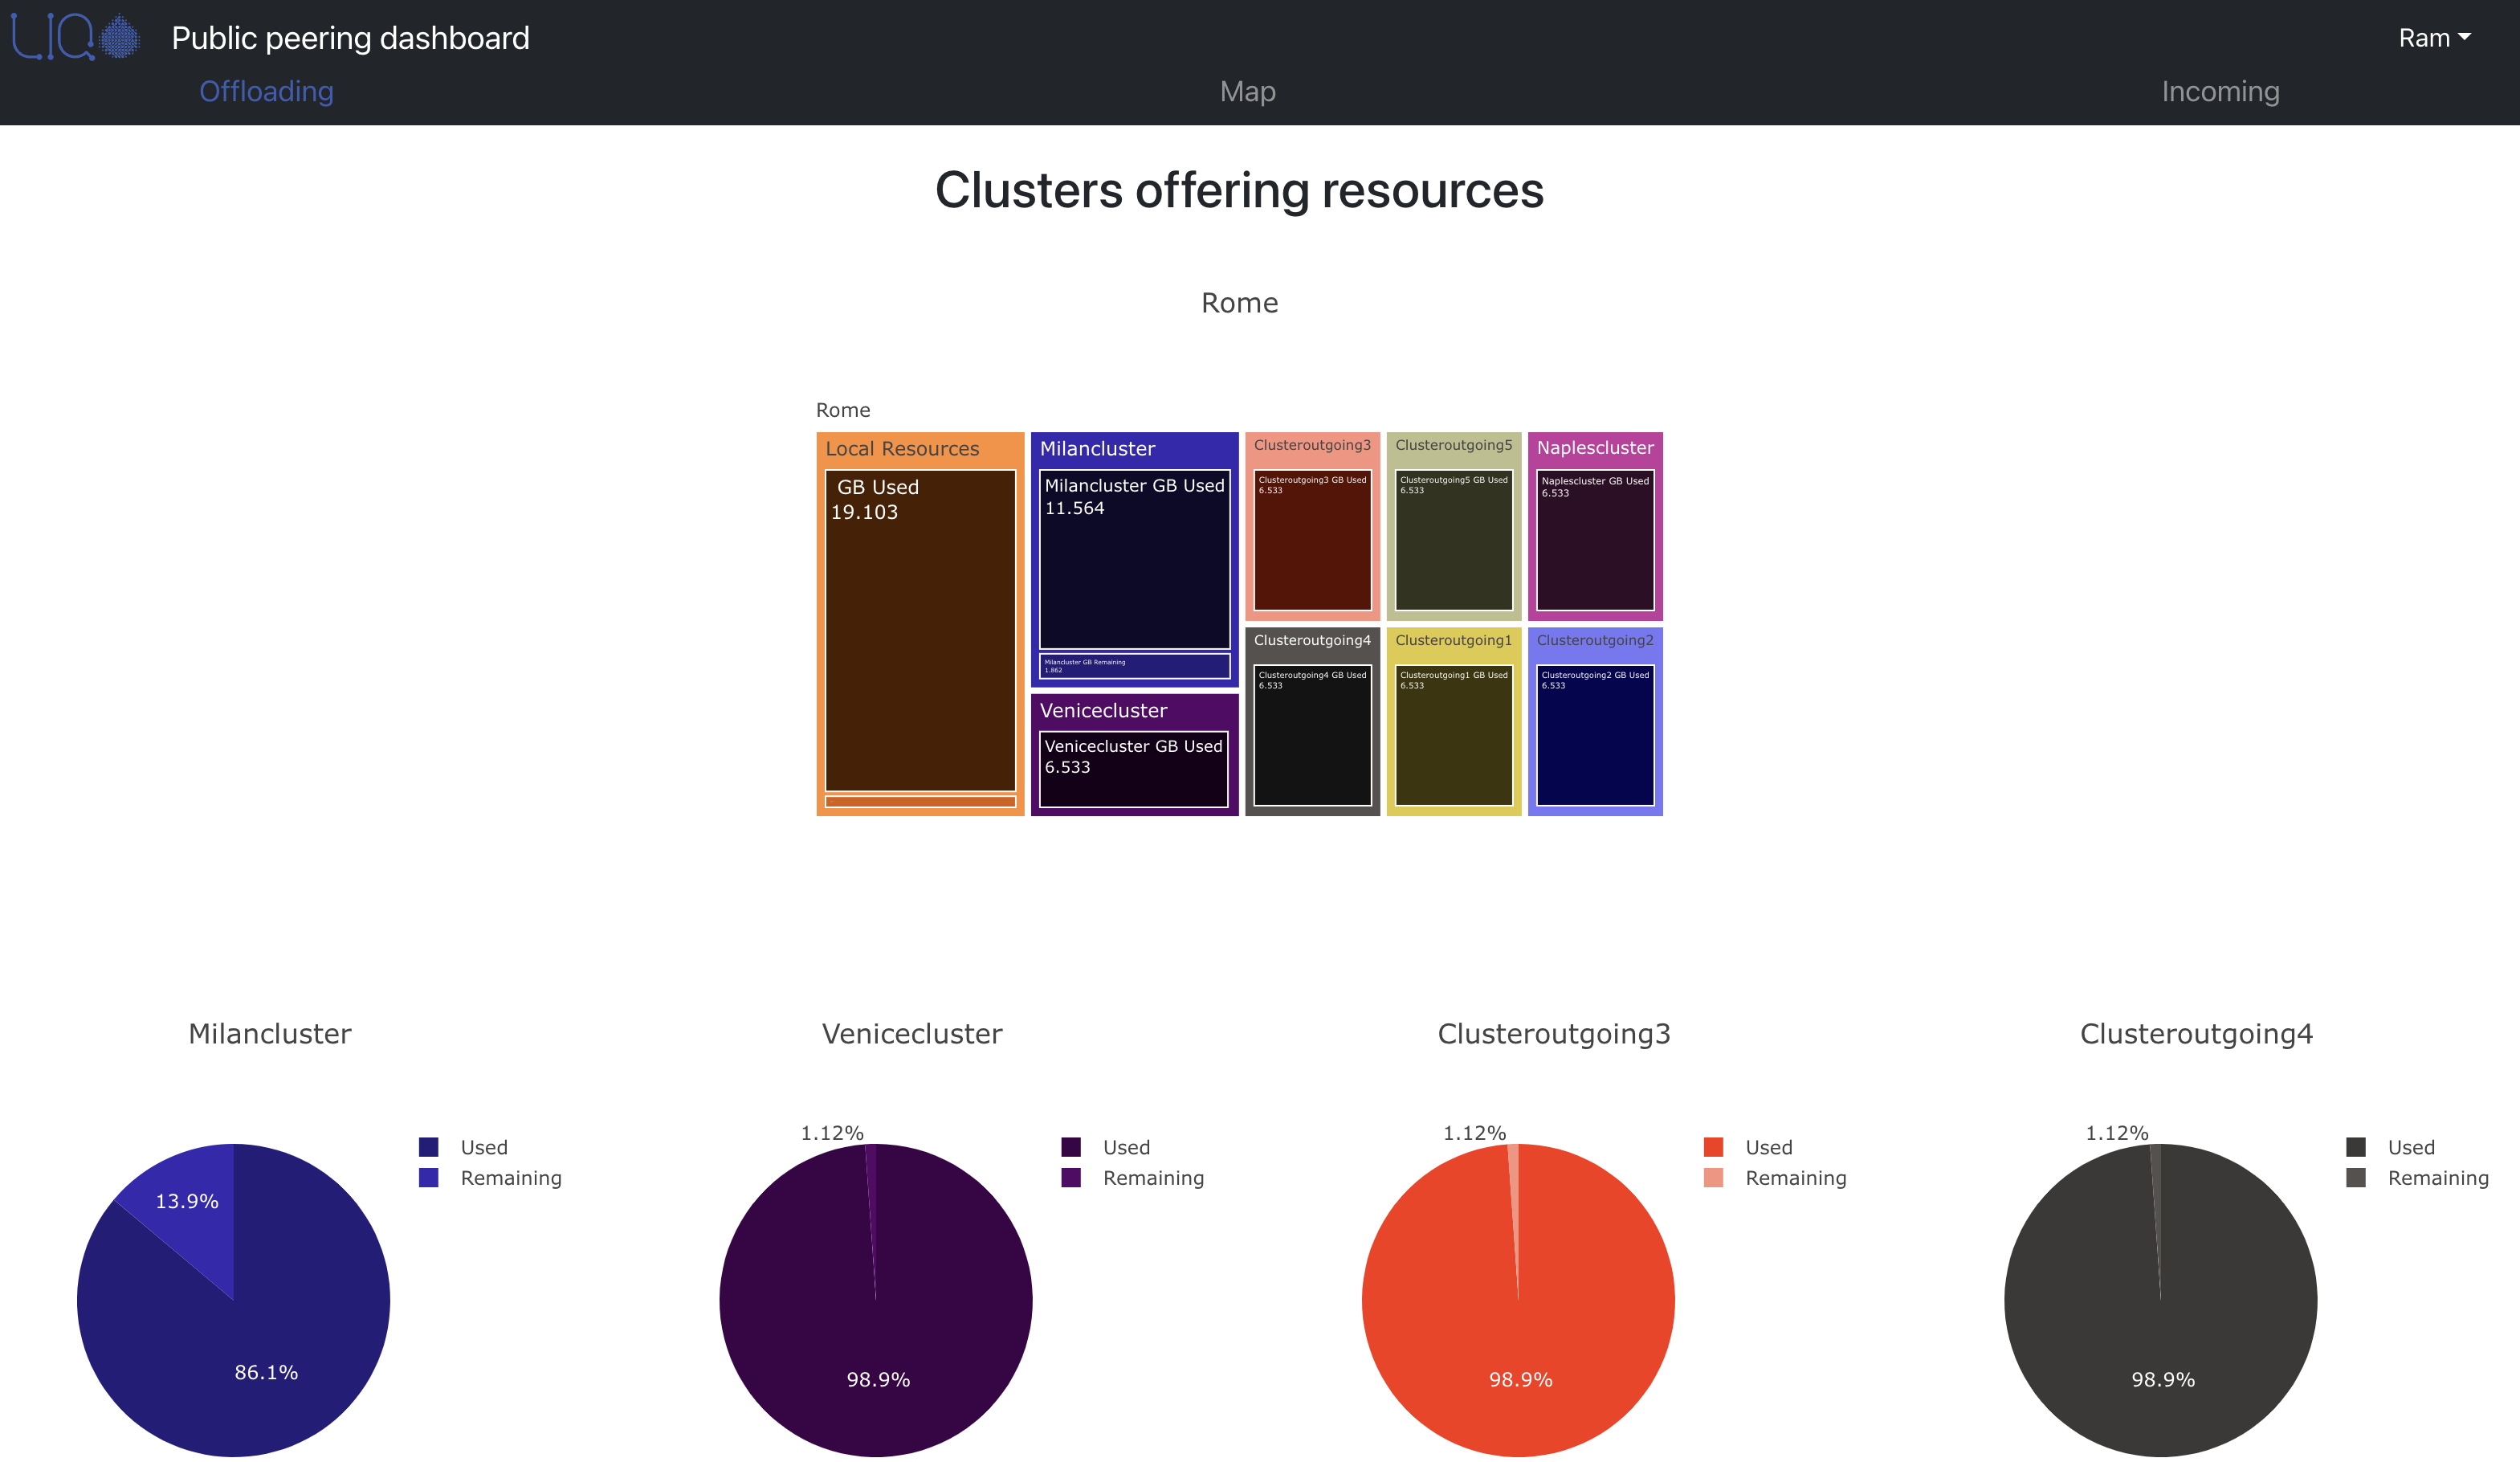 LIQO
Public peering dashboard
Ram
Offloading
Map
Incoming
Clusters offering resources
Rome
Rome
Local Resources
GB Used
19.103
Milancluster
Milancluster GB Used
11.564
Milancluster GB Remaining
1.862
Venicecluster
Venicecluster GB Used
6.533
Clusteroutgoing3
Clusteroutgoing3 GB Used
6.533
Clusteroutgoing5
Clusteroutgoing5 GB Used
6.533
Naplescluster
Naplescluster GB Used
6.533
Clusteroutgoing4
Clusteroutgoing4 GB Used
6.533
Clusteroutgoing1
Clusteroutgoing1 GB Used
6.533
Clusteroutgoing2
Clusteroutgoing2 GB Used
6.533
Milancluster
13.9%
86.1%
Used
Remaining
Venicecluster
1.12%
98.9%
Used
Remaining
Clusteroutgoing3
1.12%
98.9%
Used
Remaining
Clusteroutgoing4
1.12%
98.9%
Used
Remaining